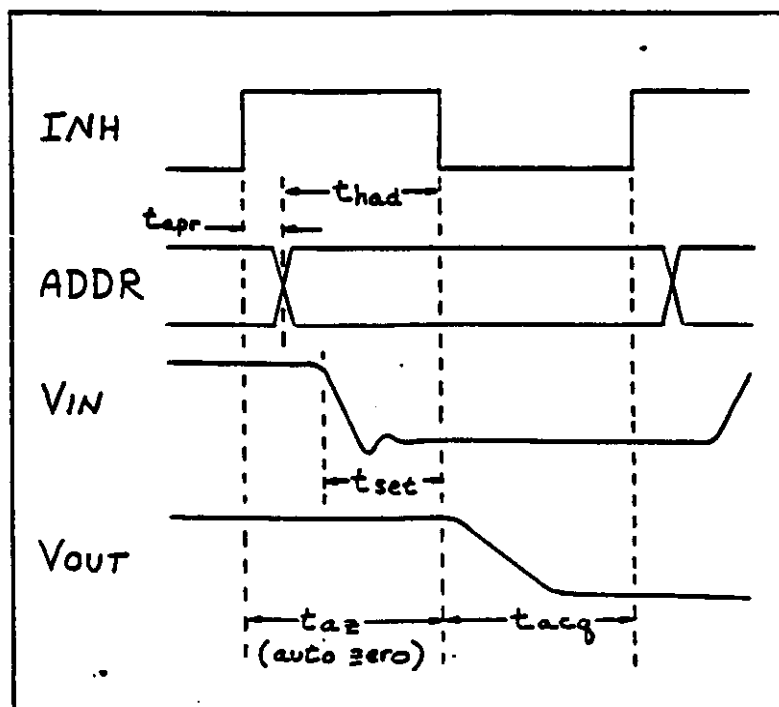 INH
thad
tapr
ADDR
VIN
tset
VOUT
taz tacq
(auto zero)